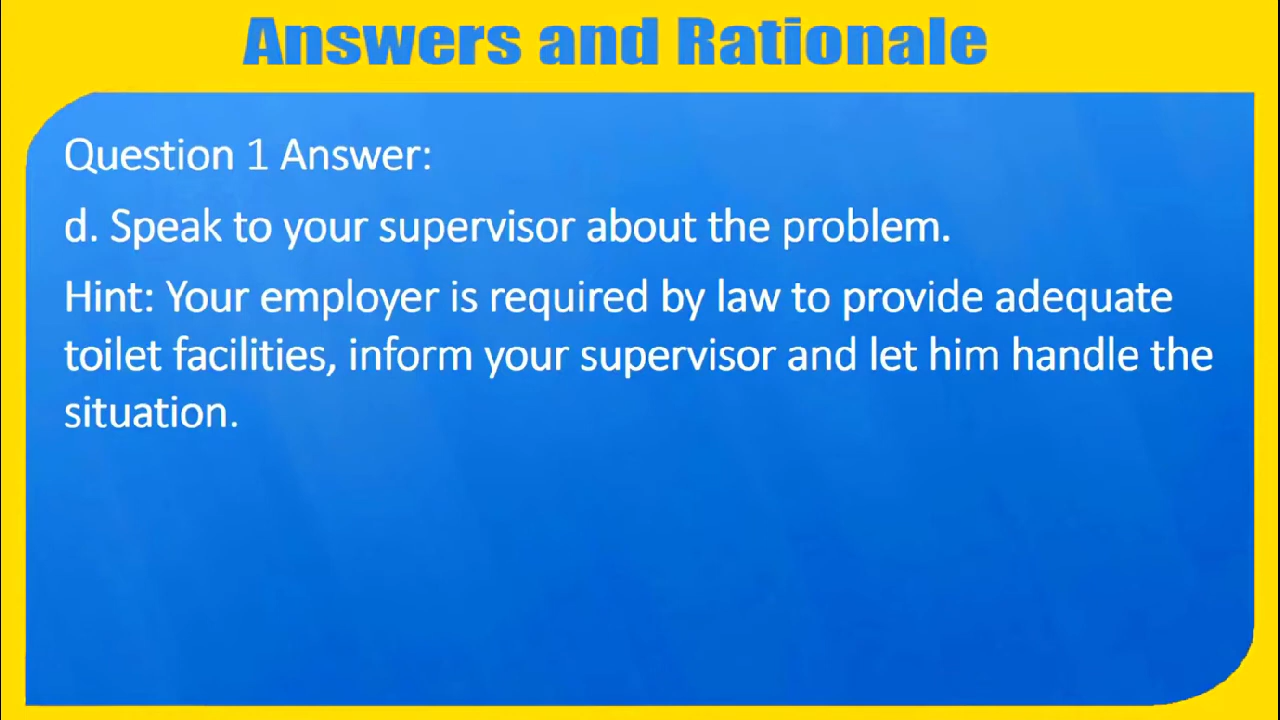 Answers and Rationale
Question 1 Answer:
d. Speak to your supervisor about the problem.
Hint: Your employer is required by law to provide adequate
toilet facilities, inform your supervisor and let him handle the
situation.